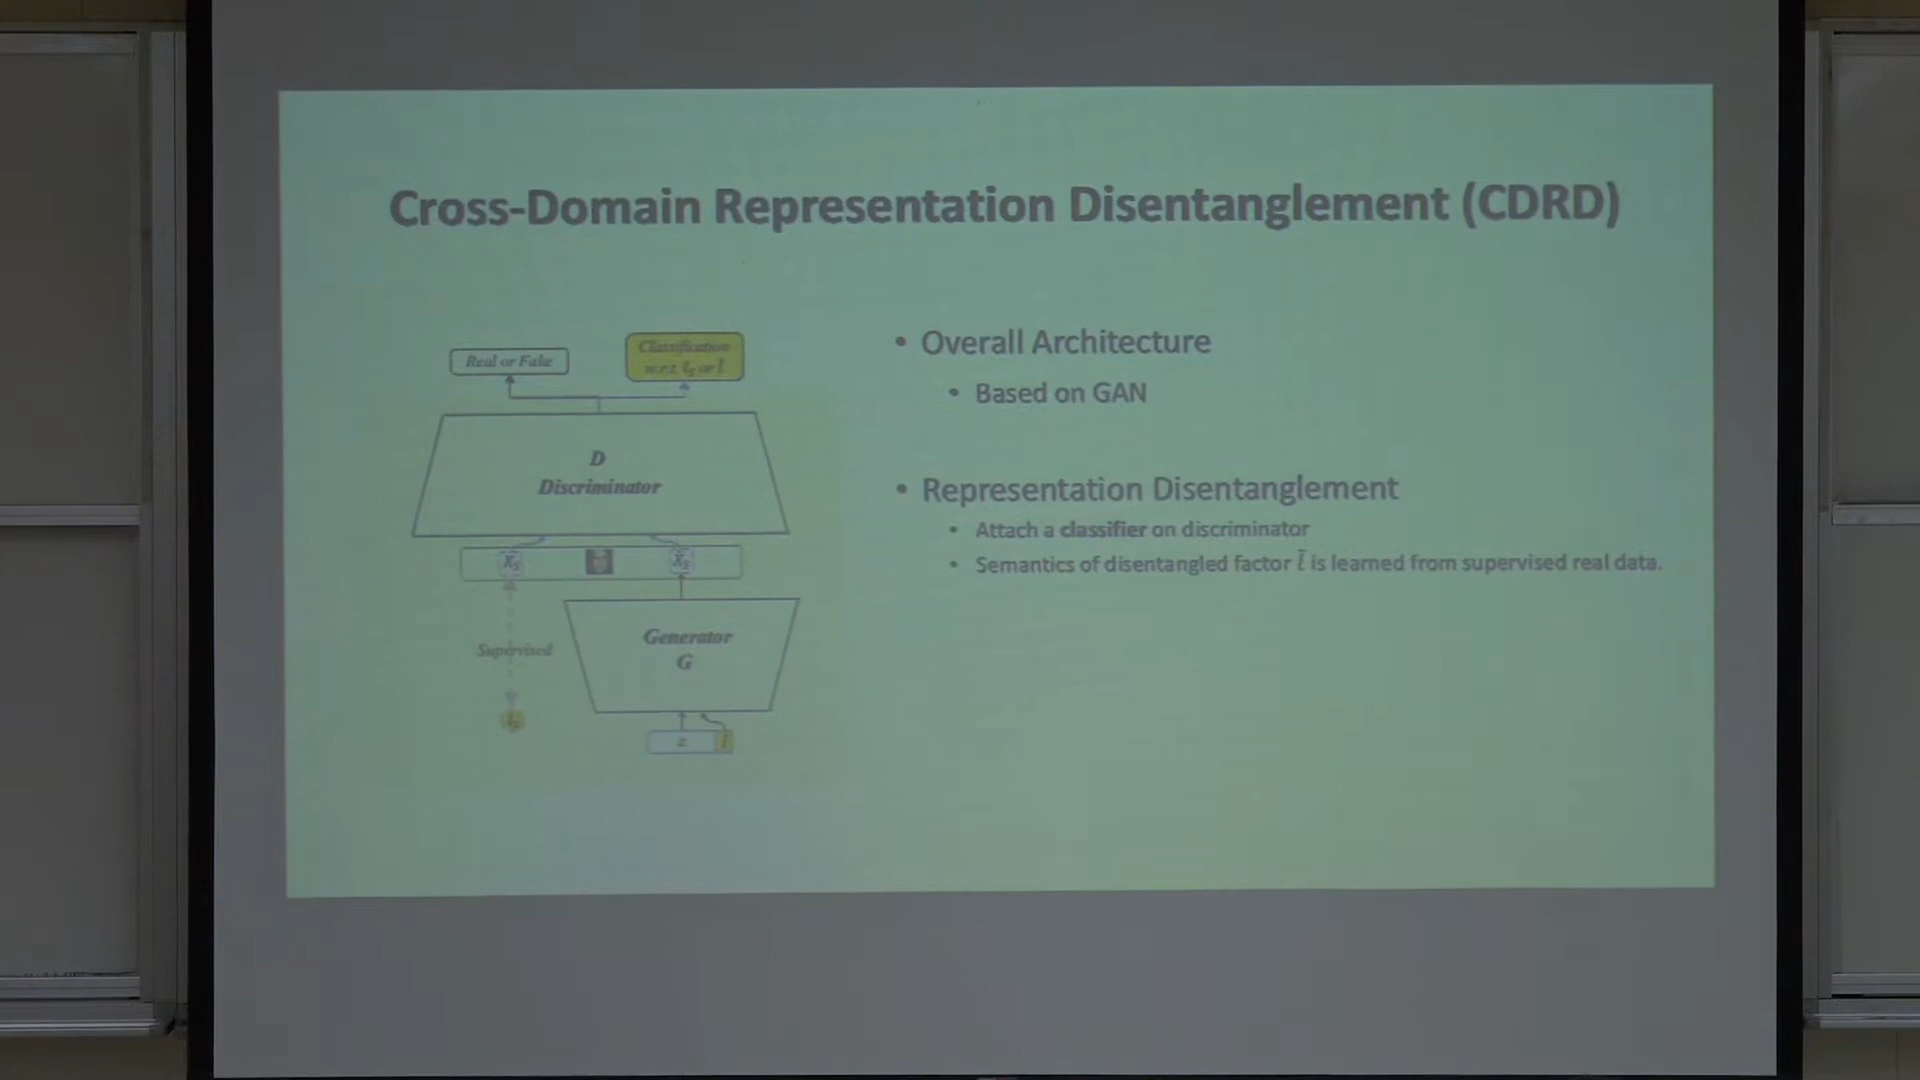 Cross-Domain Representation Disentanglement (CDRD)
Real or Fake
Classification
w.r.t.
D
Discriminator
Supervised
Generator
G
z
• Overall Architecture
• Based on GAN
• Representation Disentanglement
• Attach a classifier on discriminator
• Semantics of disentangled factor l̃ is learned from supervised real data.